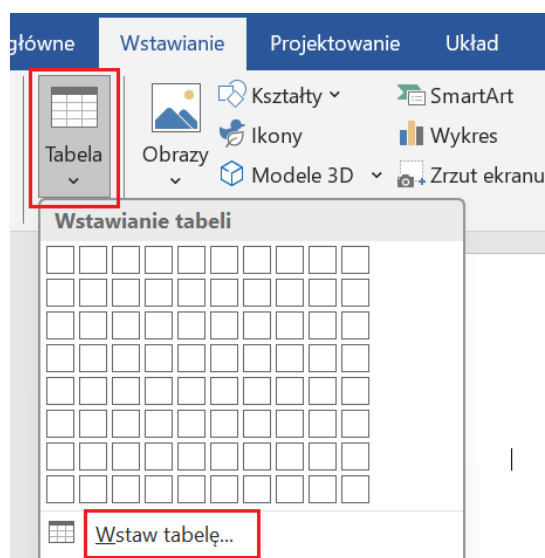 główne Wstawianie Projektowanie Układ
Tabela
Obrazy
Kształty
Ikony
Modele 3D
SmartArt
Wykres
Zrzut ekranu
Wstawianie tabeli
Wstaw tabelę...